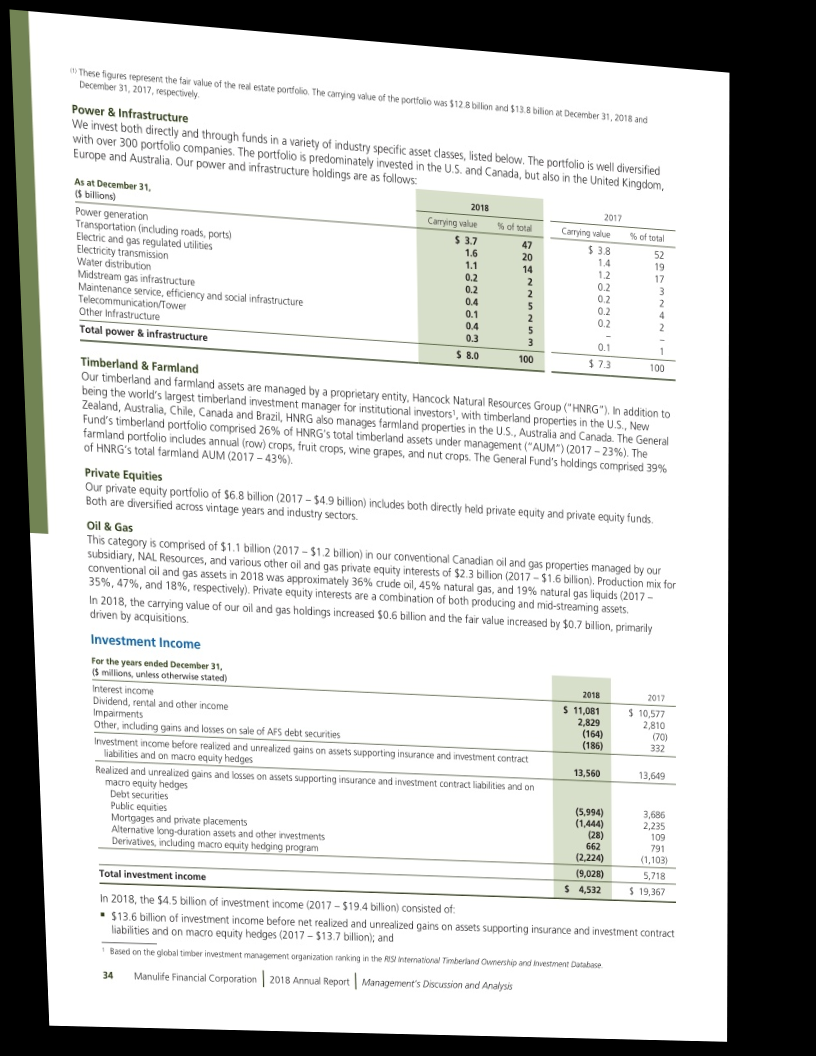 (1) These figures represent the fair value of the real estate portfolio. The carrying value of the portfolio was $12.8 billion and $13.8 billion at December 31, 2018 and
December 31, 2017, respectively.
Power & Infrastructure
We invest both directly and through funds in a variety of industry specific asset classes, listed below. The portfolio is well diversified
with over 300 portfolio companies. The portfolio is predominately invested in the U.S. and Canada, but also in the United Kingdom,
Europe and Australia. Our power and infrastructure holdings are as follows:
As at December 31, 2018 2017
($ billions) Carrying value % of total Carrying value % of total
Power generation $ 3.7 47 $ 3.8 52
Transportation (including roads, ports) 1.6 20 1.4 19
Electric and gas regulated utilities 1.1 14 1.2 17
Electricity transmission 0.2 2 0.2 3
Water distribution 0.2 2 0.2 2
Midstream gas infrastructure 0.4 5 0.2 4
Maintenance service, efficiency and social infrastructure 0.1 2 0.2 2
Telecommunication/Tower 0.4 5 – –
Other Infrastructure 0.3 3 0.1 1
Total power & infrastructure $ 8.0 100 $ 7.3 100
Timberland & Farmland
Our timberland and farmland assets are managed by a proprietary entity, Hancock Natural Resources Group ("HNRG"). In addition to
being the world's largest timberland investment manager for institutional investors1, with timberland properties in the U.S., New
Zealand, Australia, Chile, Canada and Brazil, HNRG also manages farmland properties in the U.S., Australia and Canada. The General
Fund's timberland portfolio comprised 26% of HNRG's total timberland assets under management ("AUM") (2017 – 23%). The
farmland portfolio includes annual (row) crops, fruit crops, wine grapes, and nut crops. The General Fund's holdings comprised 39%
of HNRG's total farmland AUM (2017 – 43%).
Private Equities
Our private equity portfolio of $6.8 billion (2017 – $4.9 billion) includes both directly held private equity and private equity funds.
Both are diversified across vintage years and industry sectors.
Oil & Gas
This category is comprised of $1.1 billion (2017 – $1.2 billion) in our conventional Canadian oil and gas properties managed by our
subsidiary, NAL Resources, and various other oil and gas private equity interests of $2.3 billion (2017 – $1.6 billion). Production mix for
conventional oil and gas assets in 2018 was approximately 36% crude oil, 45% natural gas, and 19% natural gas liquids (2017 –
35%, 47%, and 18%, respectively). Private equity interests are a combination of both producing and mid-streaming assets.
In 2018, the carrying value of our oil and gas holdings increased $0.6 billion and the fair value increased by $0.7 billion, primarily
driven by acquisitions.
Investment Income
For the years ended December 31,
($ millions, unless otherwise stated) 2018 2017
Interest income $ 11,081 $ 10,577
Dividend, rental and other income 2,829 2,810
Impairments (164) (70)
Other, including gains and losses on sale of AFS debt securities (186) 332
Investment income before realized and unrealized gains on assets supporting insurance and investment contract
liabilities and on macro equity hedges 13,560 13,649
Realized and unrealized gains and losses on assets supporting insurance and investment contract liabilities and on
macro equity hedges
Debt securities (5,994) 3,686
Public equities (1,444) 2,235
Mortgages and private placements (28) 109
Alternative long-duration assets and other investments 662 791
Derivatives, including macro equity hedging program (2,224) (1,103)
(9,028) 5,718
Total investment income $ 4,532 $ 19,367
In 2018, the $4.5 billion of investment income (2017 – $19.4 billion) consisted of:
▪ $13.6 billion of investment income before net realized and unrealized gains on assets supporting insurance and investment contract
liabilities and on macro equity hedges (2017 – $13.7 billion); and
1 Based on the global timber investment management organization ranking in the RISI International Timberland Ownership and Investment Database.
34 Manulife Financial Corporation | 2018 Annual Report | Management's Discussion and Analysis